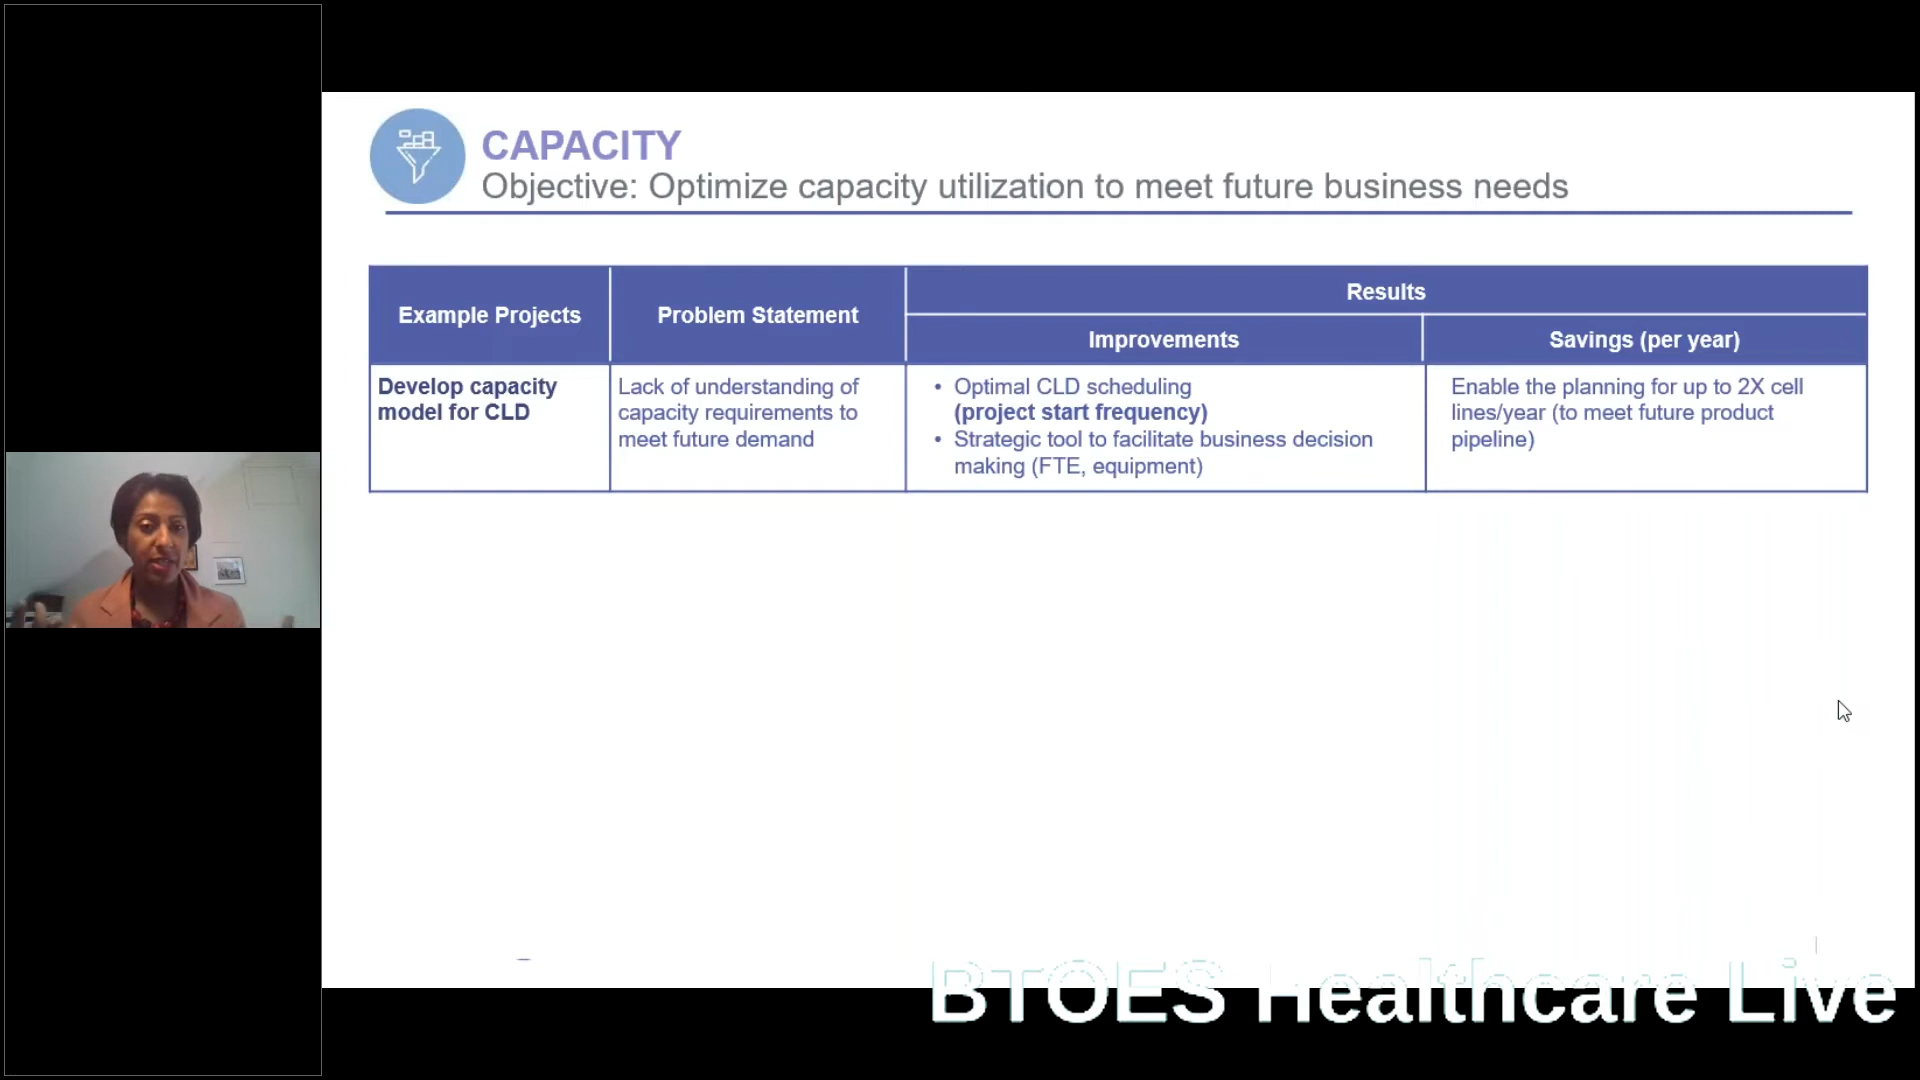 CAPACITY
Objective: Optimize capacity utilization to meet future business needs
Example Projects
Problem Statement
Results
Improvements
Savings (per year)
Develop capacity
model for CLD
Lack of understanding of
capacity requirements to
meet future demand
• Optimal CLD scheduling
(project start frequency)
• Strategic tool to facilitate business decision
making (FTE, equipment)
Enable the planning for up to 2X cell
lines/year (to meet future product
pipeline)
BTOES Healthcare Live